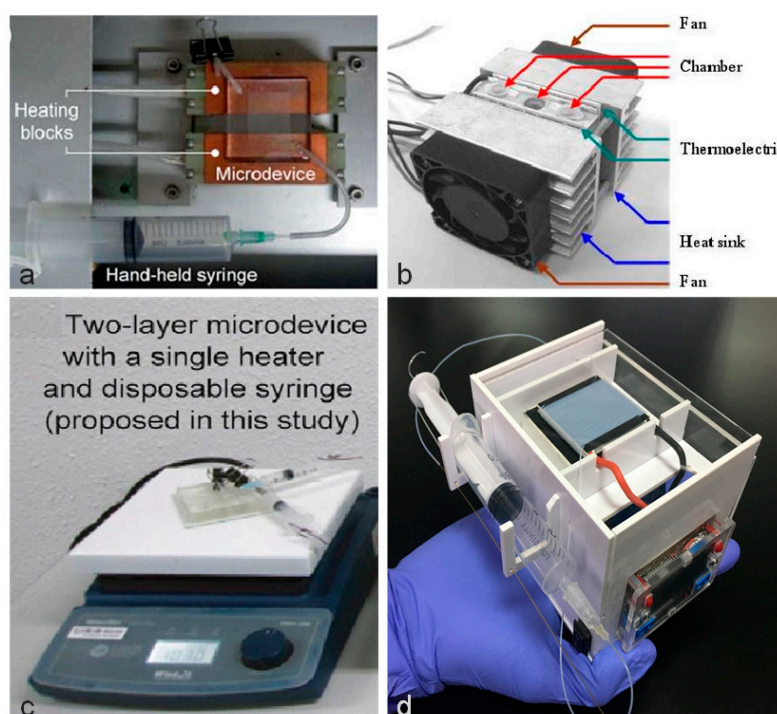 Heating
blocks
Microdevice
Hand-held syringe
a
Fan
Chamber
Thermoelectri
Heat sink
Fan
b
Two-layer microdevice
with a single heater
and disposable syringe
(proposed in this study)
c
d